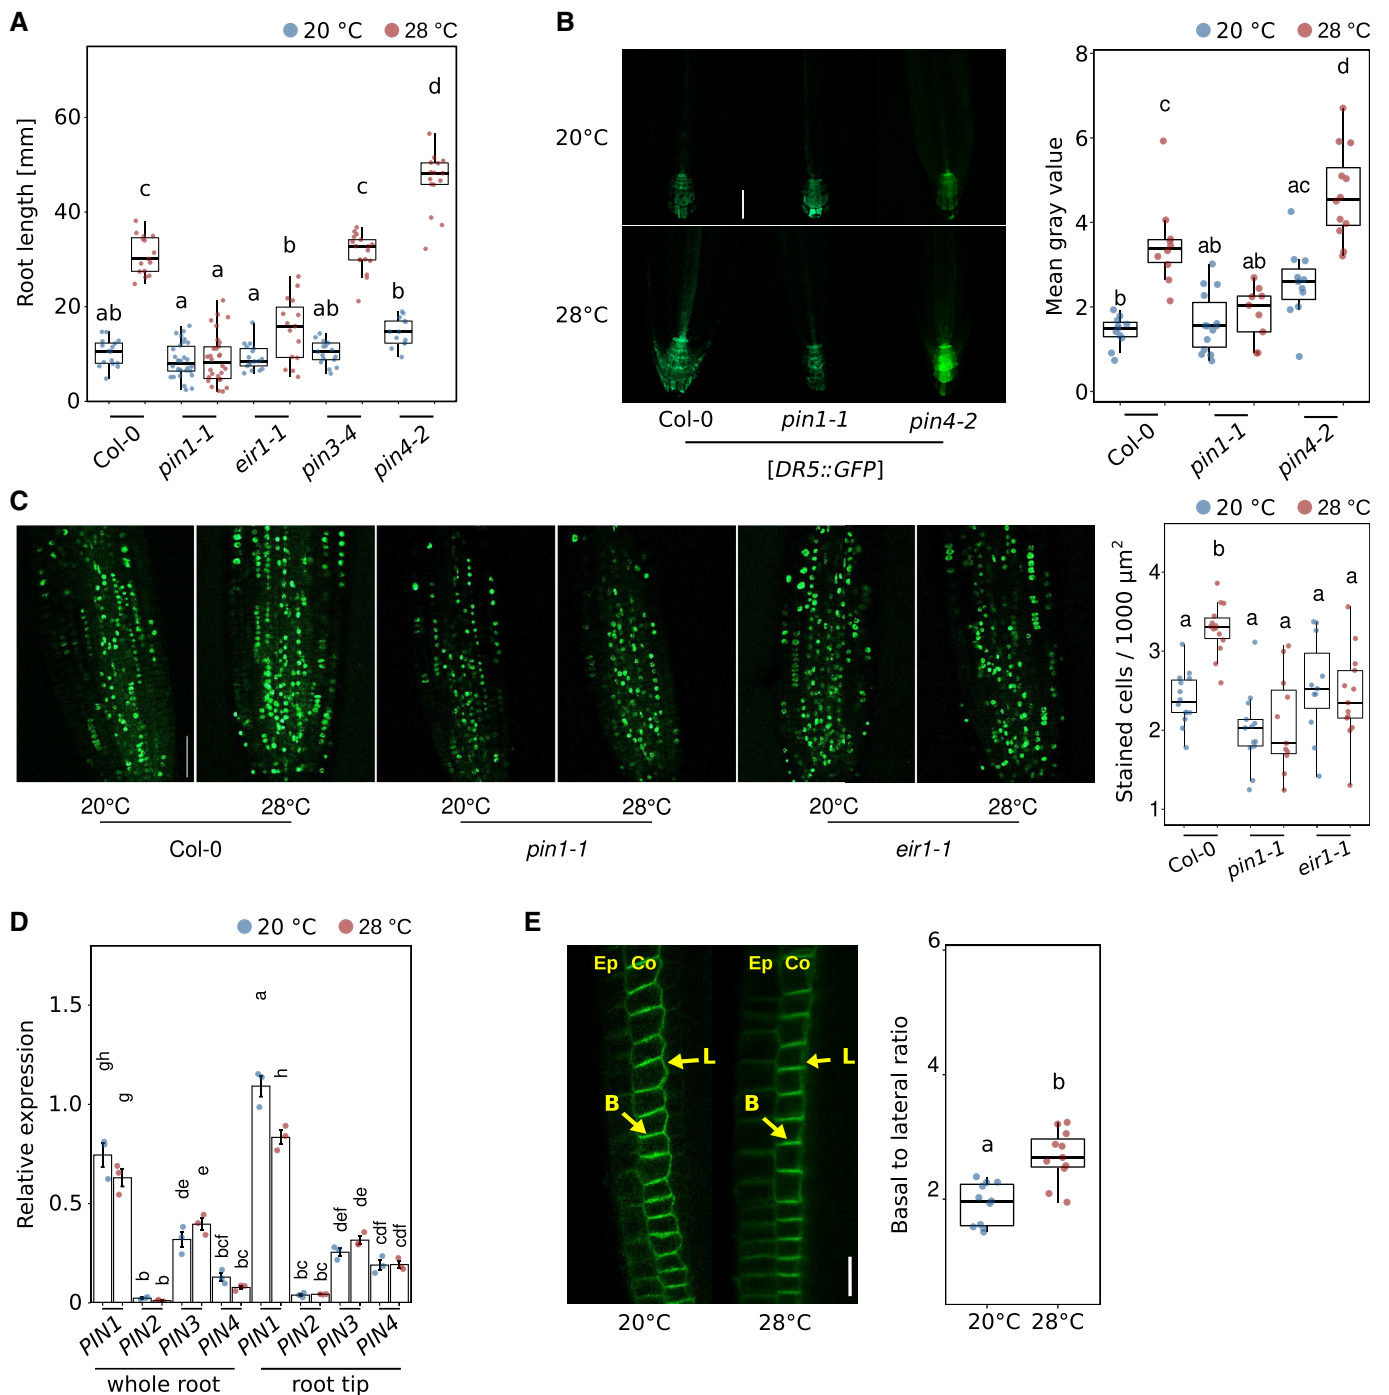 A
20 °C 28 °C
Root length [mm]
60
40
20
0
ab c a a a b ab c b d
Col-0 pin1-1 eir1-1 pin3-4 pin4-2
B
20°C
28°C
Col-0 pin1-1 pin4-2
[DR5::GFP]
20 °C 28 °C
Mean gray value
8
6
4
2
0
b c ab ab ac d
Col-0 pin1-1 pin4-2
C
20°C 28°C 20°C 28°C 20°C 28°C
Col-0 pin1-1 eir1-1
20 °C 28 °C
Stained cells / 1000 µm²
4
3
2
1
a b a a a a
Col-0 pin1-1 eir1-1
D
20 °C 28 °C
Relative expression
1.5
1.0
0.5
0
gh g b b de e bcf bc a h bc bc def de cdf cdf
PIN1 PIN2 PIN3 PIN4 PIN1 PIN2 PIN3 PIN4
whole root root tip
E
Ep Co Ep Co
L L
B B
20°C 28°C
Basal to lateral ratio
6
4
2
a b
20°C 28°C